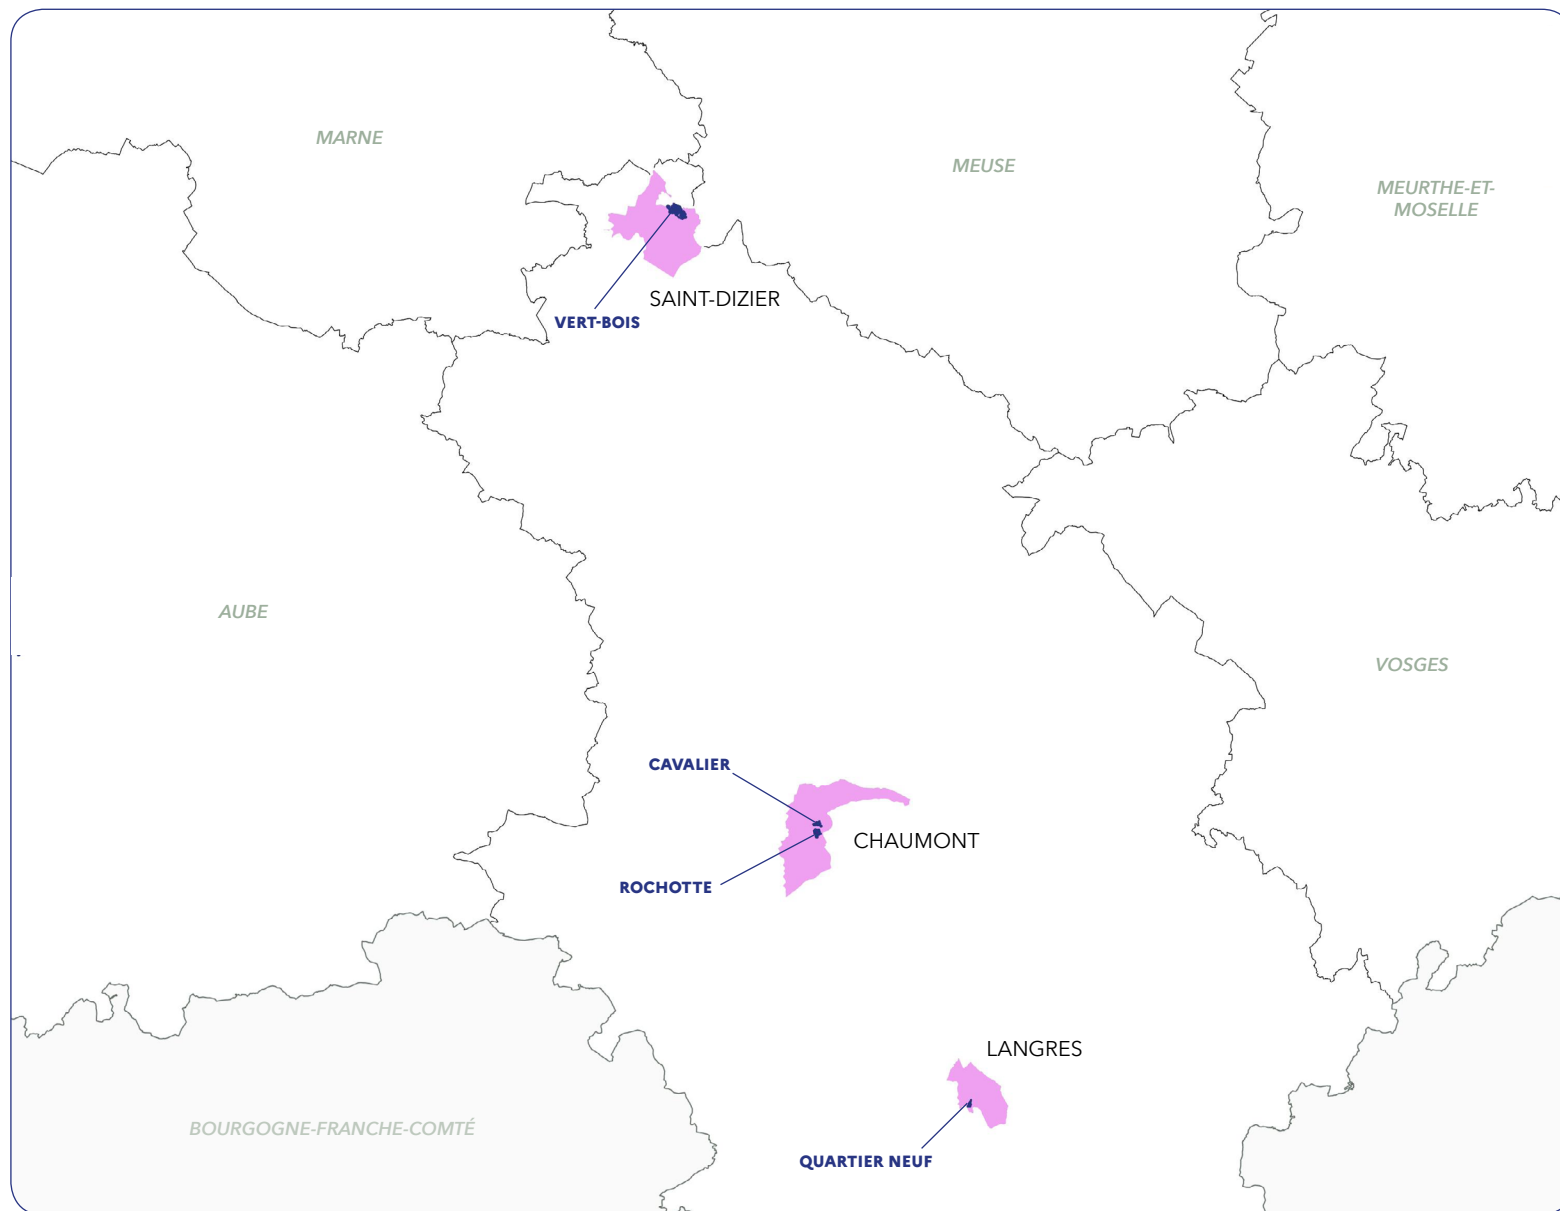 MARNE
MEUSE
MEURTHE-ET-
MOSELLE
SAINT-DIZIER
VERT-BOIS
AUBE
VOSGES
CAVALIER
CHAUMONT
ROCHOTTE
LANGRES
BOURGOGNE-FRANCHE-COMTÉ
QUARTIER NEUF